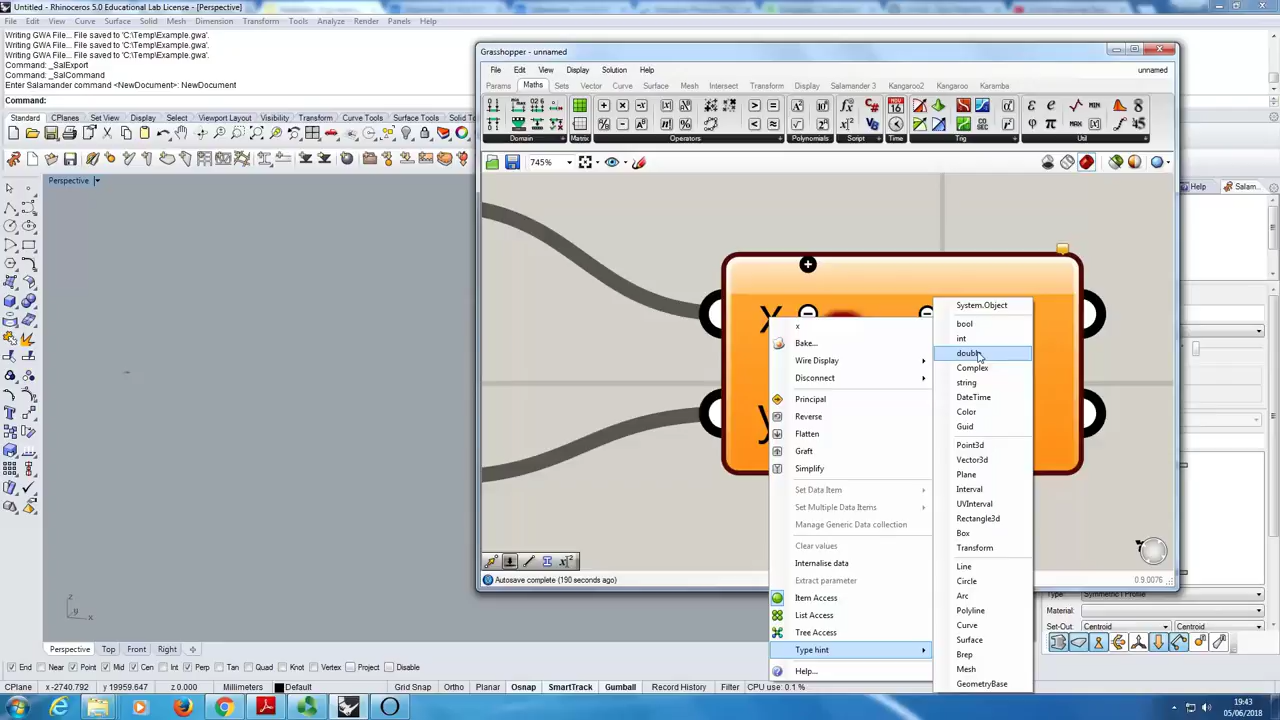 Untitled - Rhinoceros 5.0 Educational Lab License - [Perspective]
File Edit View Curve Surface Solid Mesh Dimension Transform Tools Analyze Render Panels Help
Writing GWA File... File saved to 'C:\Temp\Example.gwa'.
Writing GWA File... File saved to 'C:\Temp\Example.gwa'.
Writing GWA File... File saved to 'C:\Temp\Example.gwa'.
Command: _SalExport
Command: _SalCommand
Enter Salamander command <NewDocument>: NewDocument
Command:
Standard CPlanes Set View Display Select Viewport Layout Visibility Transform Curve Tools Surface Tools Solid
Perspective
Grasshopper - unnamed
File Edit View Display Solution Help unnamed
Params Maths Sets Vector Curve Surface Mesh Intersect Transform Display Salamander 3 Kangaroo2 Kangaroo Karamba
Domain Matrix Operators Polynomials Script Time Trig Util
745%
Help Salam...
x
y
x
Bake...
Wire Display
Disconnect
Principal
Reverse
Flatten
Graft
Simplify
Set Data Item
Set Multiple Data Items
Manage Generic Data collection
Clear values
Internalise data
Extract parameter
Item Access
List Access
Tree Access
Type hint
Help...
System.Object
bool
int
double
Complex
string
DateTime
Color
Guid
Point3d
Vector3d
Plane
Interval
UVInterval
Rectangle3d
Box
Transform
Line
Circle
Arc
Polyline
Curve
Surface
Brep
Mesh
GeometryBase
Autosave complete (190 seconds ago) 0.9.0076
Type: Symmetric I Profile
Material:
Set-Out: Centroid Centroid
z
y
x
Perspective Top Front Right
End Near Point Mid Cen Int Perp Tan Quad Knot Vertex Project Disable
CPlane x -2740.792 y 19959.647 z 0.000 Millimeters Default Grid Snap Ortho Planar Osnap SmartTrack Gumball Record History Filter CPU use: 0.1 %
19:43
05/06/2018